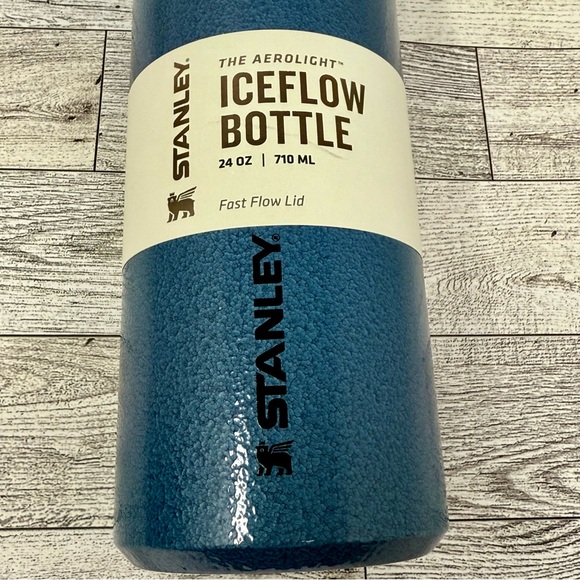 STANLEY®
THE AEROLIGHT™
ICEFLOW
BOTTLE
24 OZ | 710 ML
Fast Flow Lid
STANLEY®